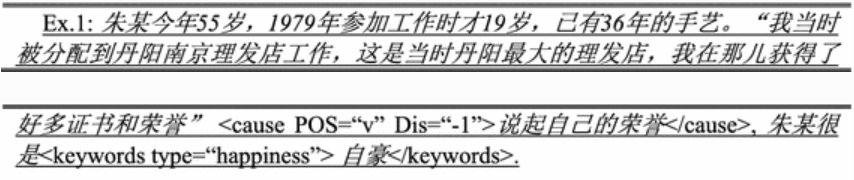 Ex.1: 朱某今年55岁，1979年参加工作时才19岁，已有36年的手艺。“我当时
被分配到丹阳南京理发店工作，这是当时丹阳最大的理发店，我在那儿获得了
好多证书和荣誉” <cause POS=“v” Dis=“-1”>说起自己的荣誉</cause>, 朱某很
是<keywords type=“happiness”> 自豪</keywords>.